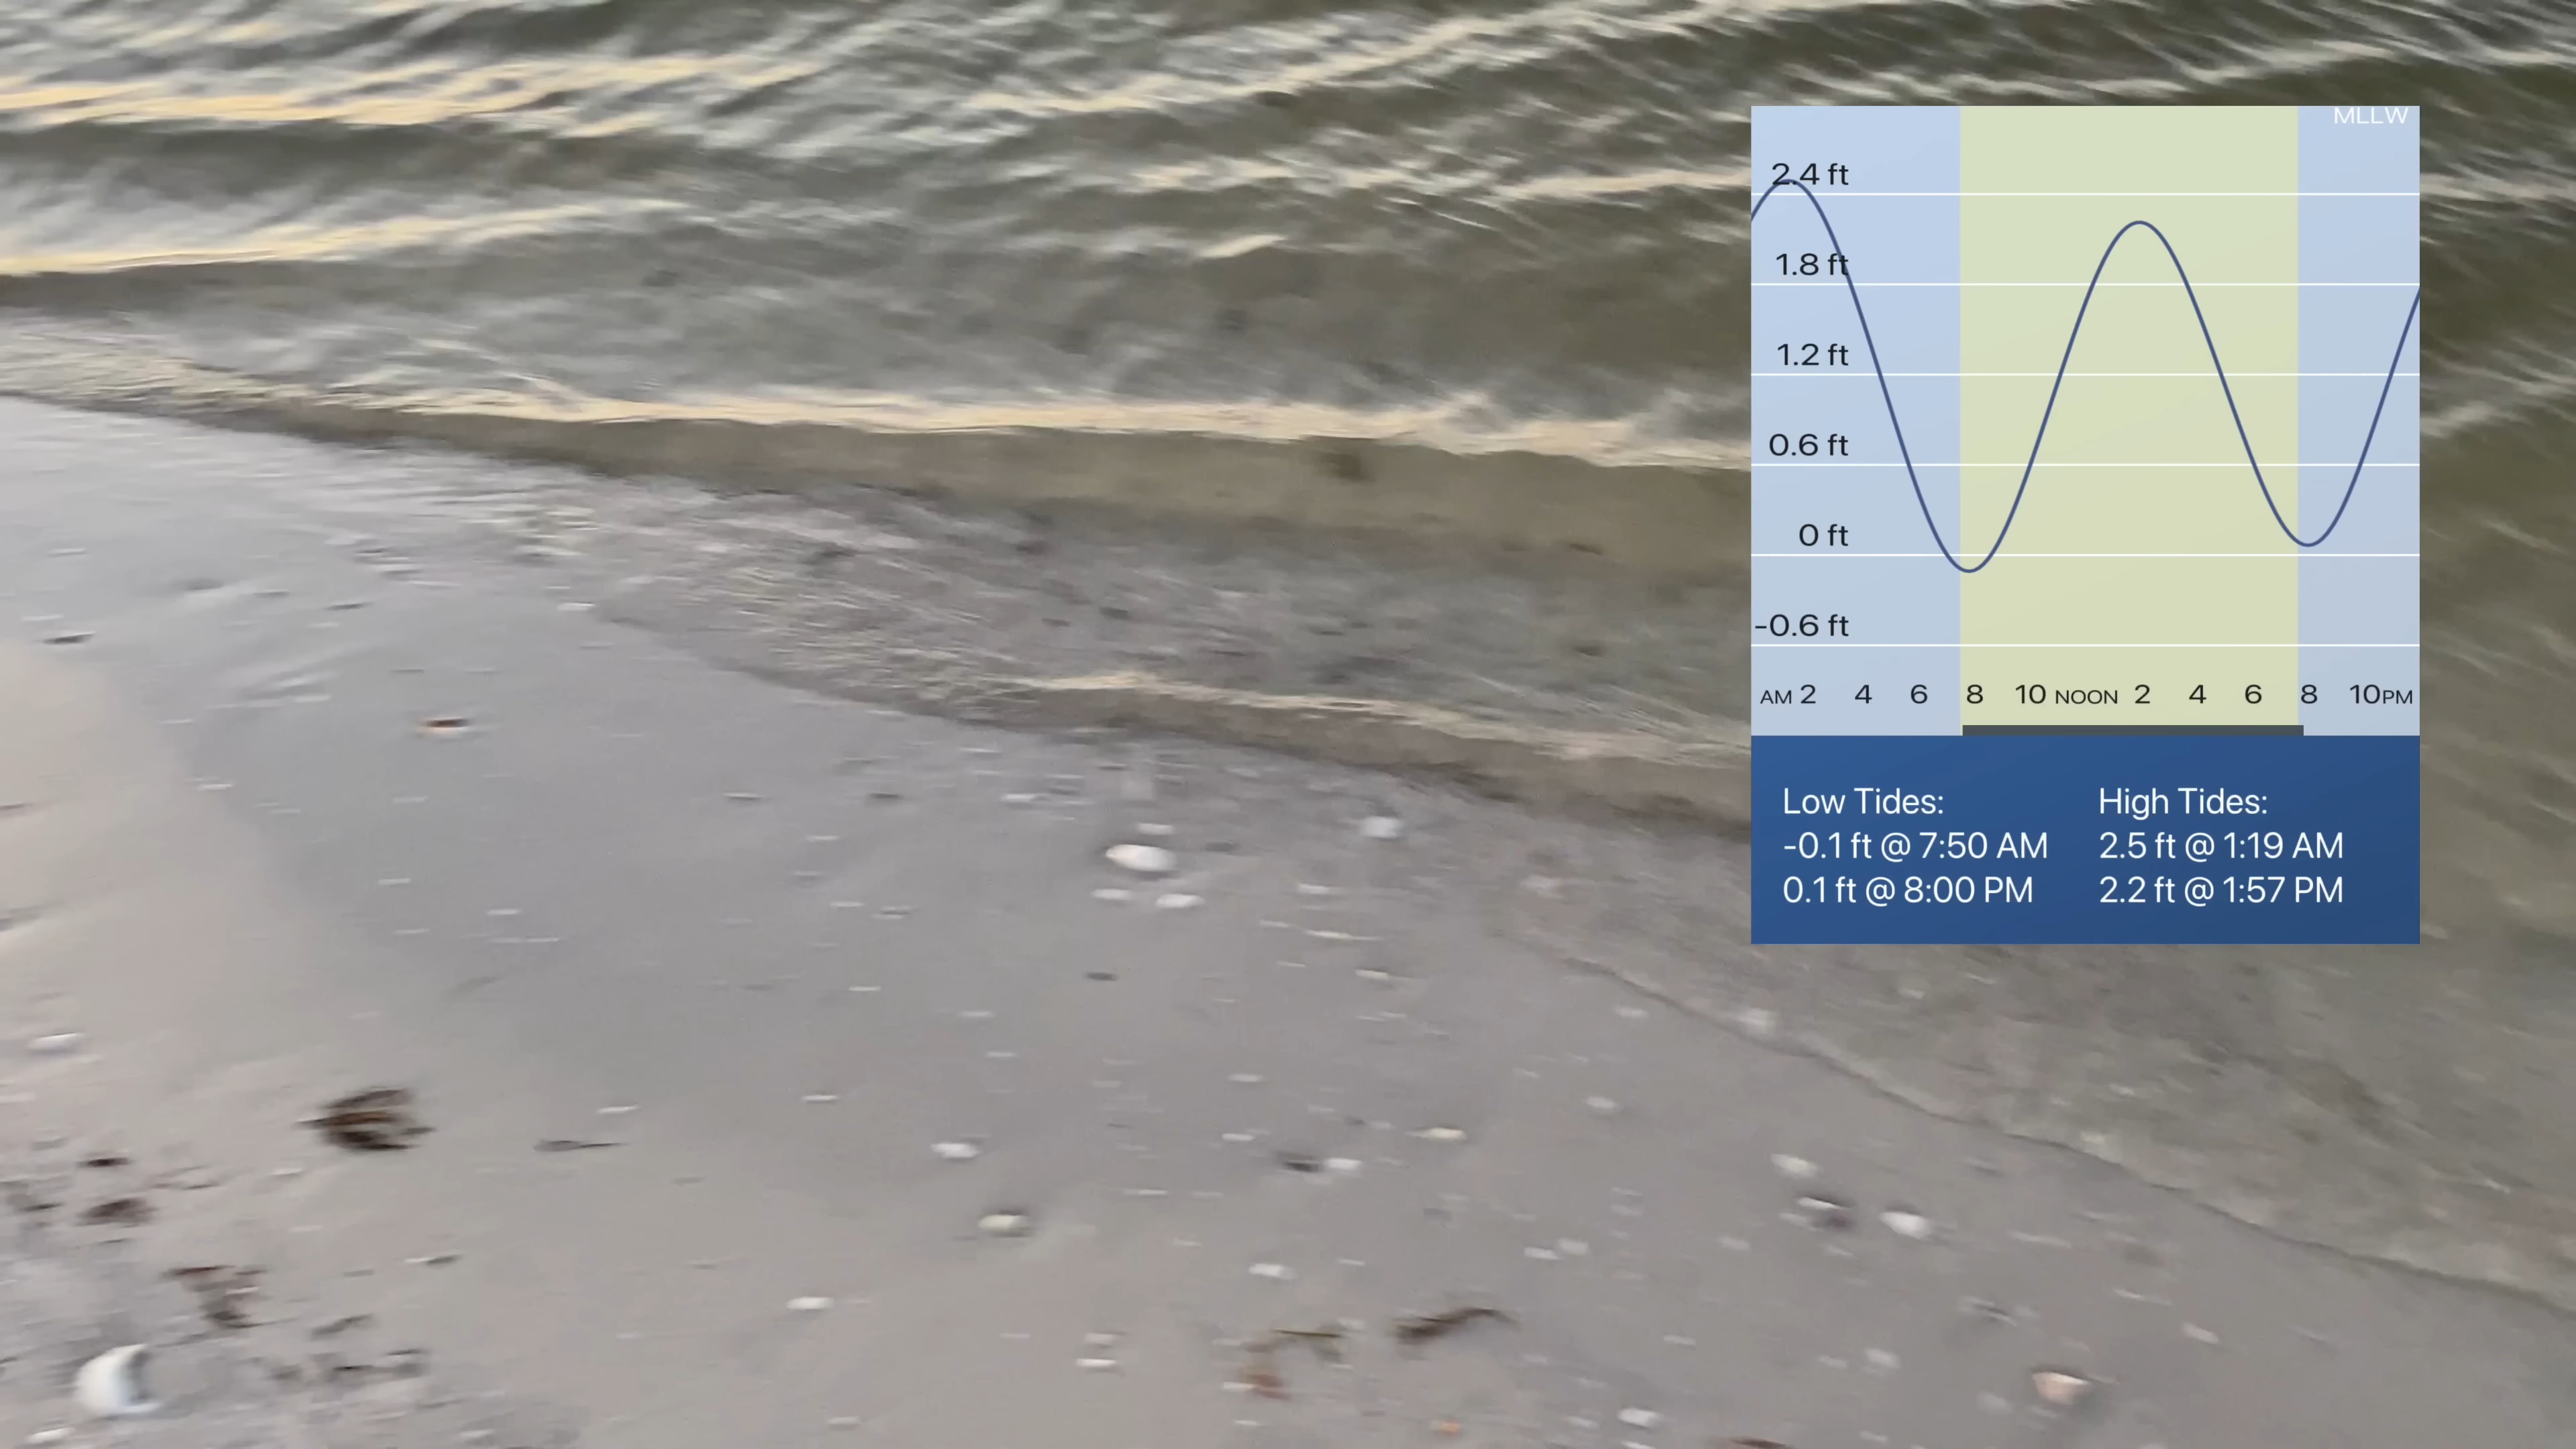 MLLW
2.4 ft
1.8 ft
1.2 ft
0.6 ft
0 ft
-0.6 ft
AM 2 4 6 8 10 NOON 2 4 6 8 10PM
Low Tides:
-0.1 ft @ 7:50 AM
0.1 ft @ 8:00 PM
High Tides:
2.5 ft @ 1:19 AM
2.2 ft @ 1:57 PM